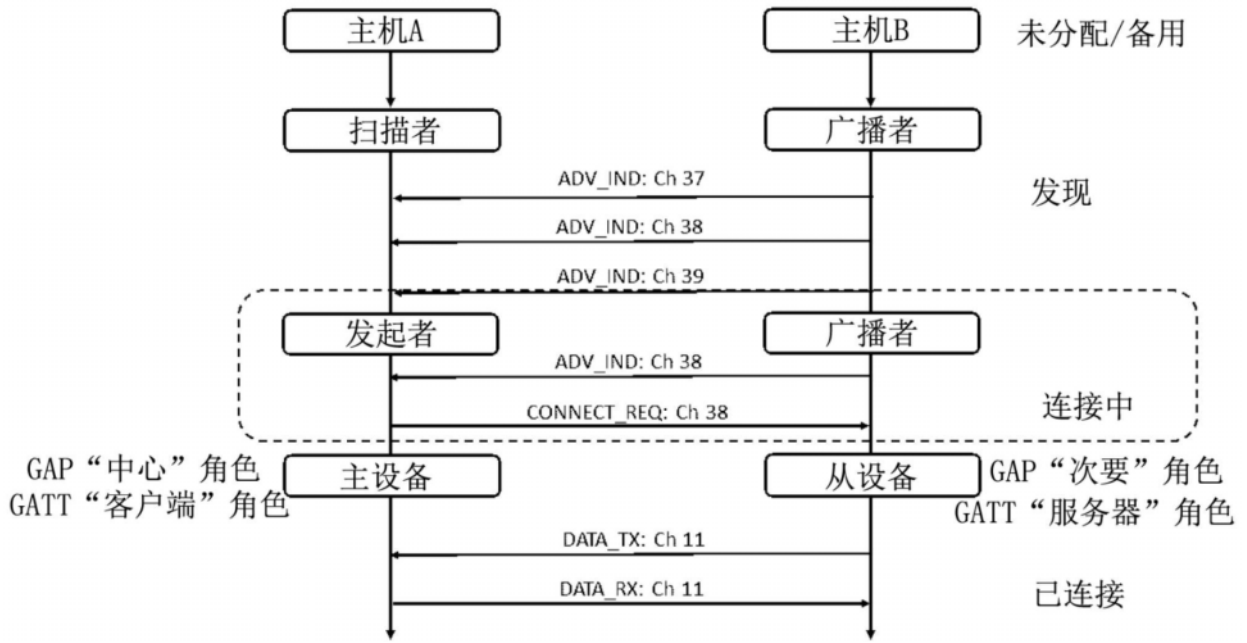 主机A
主机B
未分配/备用
扫描者
广播者
ADV_IND: Ch 37
发现
ADV_IND: Ch 38
ADV_IND: Ch 39
发起者
广播者
ADV_IND: Ch 38
CONNECT_REQ: Ch 38
连接中
GAP“中心”角色
GATT“客户端”角色
主设备
从设备
GAP“次要”角色
GATT“服务器”角色
DATA_TX: Ch 11
DATA_RX: Ch 11
已连接